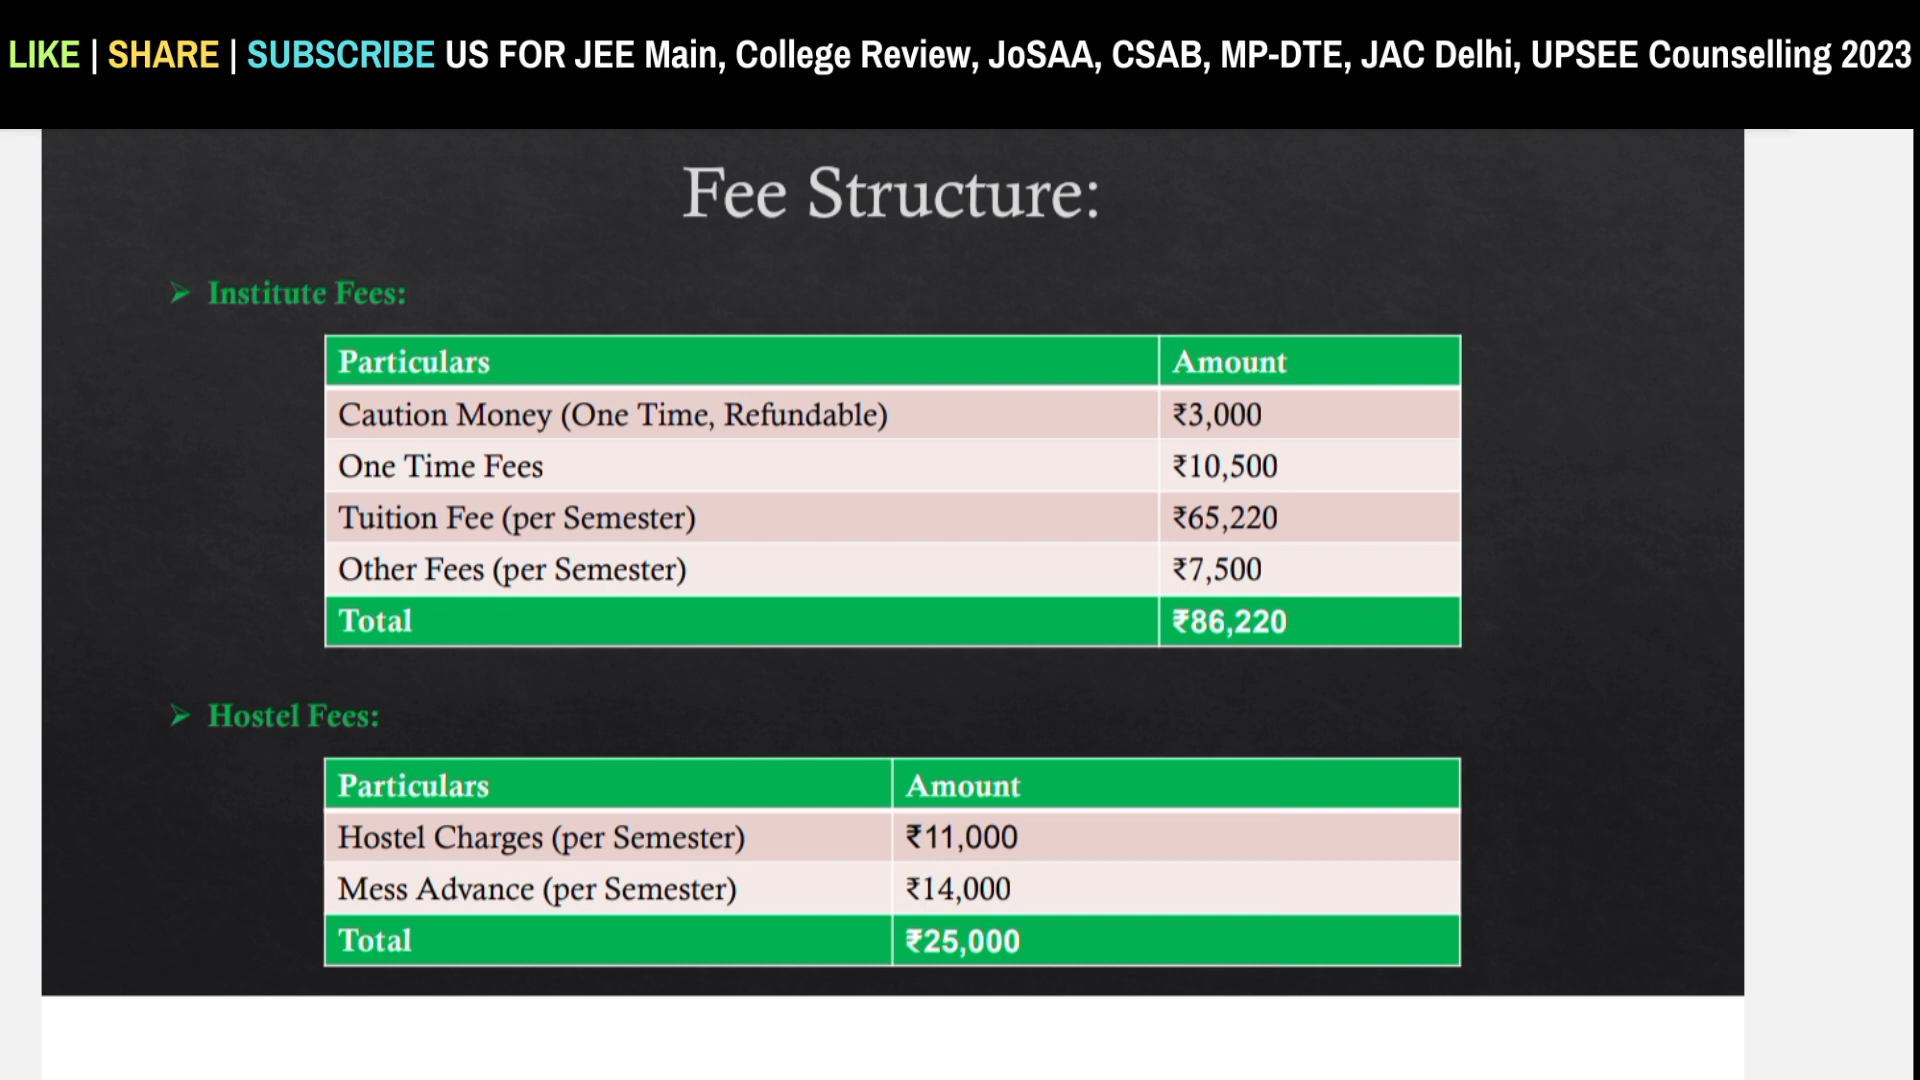 LIKE | SHARE | SUBSCRIBE US FOR JEE Main, College Review, JoSAA, CSAB, MP-DTE, JAC Delhi, UPSEE Counselling 2023
Fee Structure:
➢ Institute Fees:
Particulars Amount
Caution Money (One Time, Refundable) ₹3,000
One Time Fees ₹10,500
Tuition Fee (per Semester) ₹65,220
Other Fees (per Semester) ₹7,500
Total ₹86,220
➢ Hostel Fees:
Particulars Amount
Hostel Charges (per Semester) ₹11,000
Mess Advance (per Semester) ₹14,000
Total ₹25,000